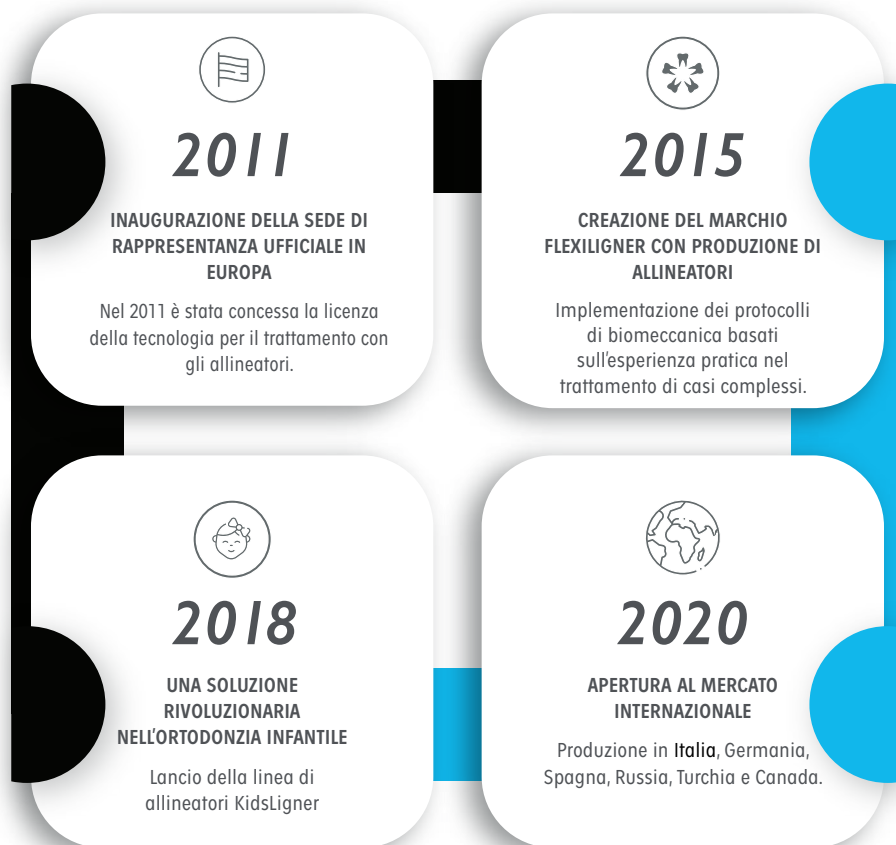 2011
INAUGURAZIONE DELLA SEDE DI
RAPPRESENTANZA UFFICIALE IN
EUROPA
Nel 2011 è stata concessa la licenza
della tecnologia per il trattamento con
gli allineatori.
2015
CREAZIONE DEL MARCHIO
FLEXILIGNER CON PRODUZIONE DI
ALLINEATORI
Implementazione dei protocolli
di biomeccanica basati
sull'esperienza pratica nel
trattamento di casi complessi.
2018
UNA SOLUZIONE
RIVOLUZIONARIA
NELL'ORTODONZIA INFANTILE
Lancio della linea di
allineatori KidsLigner
2020
APERTURA AL MERCATO
INTERNAZIONALE
Produzione in Italia, Germania,
Spagna, Russia, Turchia e Canada.